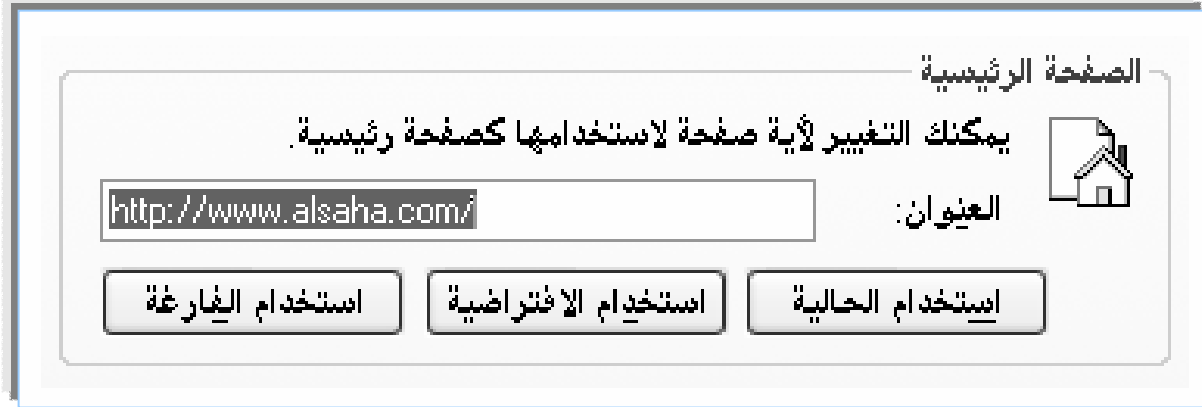 الصفحة الرئيسية
يمكنك التغيير لأية صفحة لاستخدامها كصفحة رئيسية.
العنوان: http://www.alsaha.com/
استخدام الحالية استخدام الافتراضية استخدام الفارغة